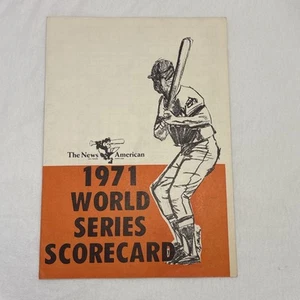 The News American
1971
WORLD
SERIES
SCORECARD